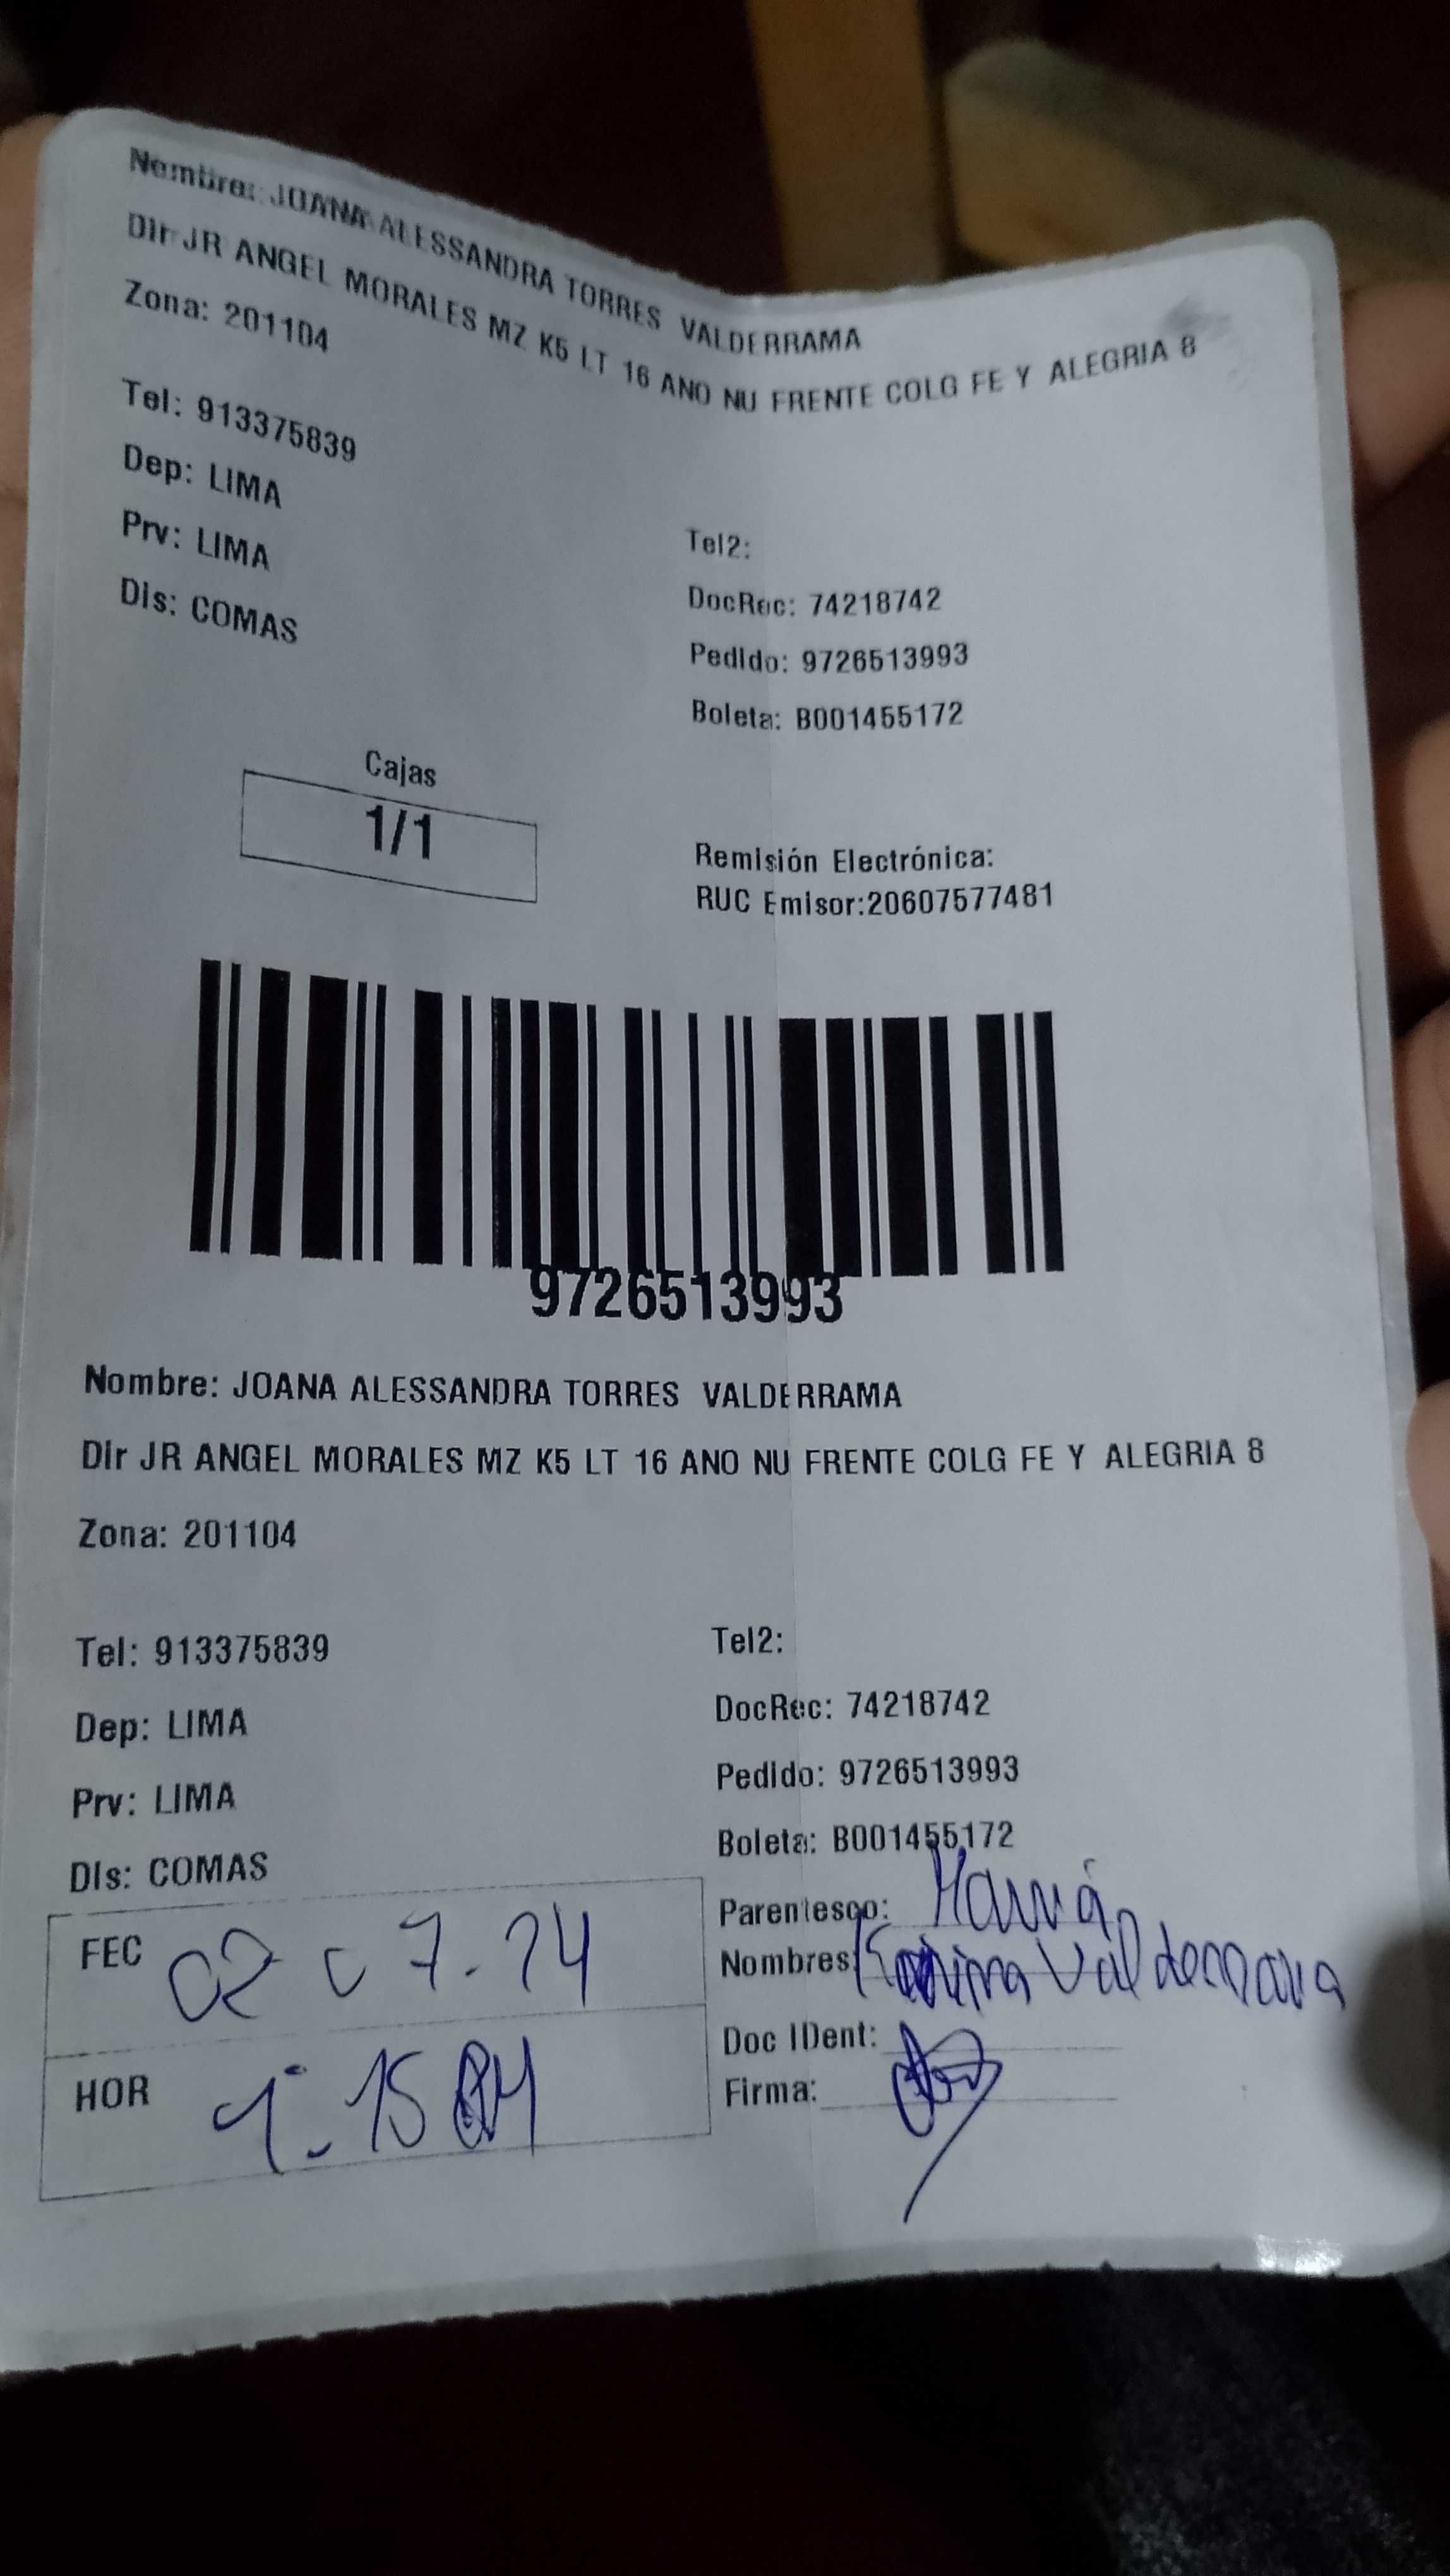 Nombre: JOANA ALESSANDRA TORRES VALDERRAMA
Dir JR ANGEL MORALES MZ K5 LT 16 ANO NU FRENTE COLG FE Y ALEGRIA 8
Zona: 201104
Tel: 913375839
Dep: LIMA
Prv: LIMA
Dis: COMAS
Tel2:
DocRec: 74218742
Pedido: 9726513993
Boleta: B001455172
Cajas
1/1
Remisión Electrónica:
RUC Emisor:20607577481
9726513993
Nombre: JOANA ALESSANDRA TORRES VALDERRAMA
Dir JR ANGEL MORALES MZ K5 LT 16 ANO NU FRENTE COLG FE Y ALEGRIA 8
Zona: 201104
Tel: 913375839
Dep: LIMA
Prv: LIMA
Dis: COMAS
Tel2:
DocRec: 74218742
Pedido: 9726513993
Boleta: B001455172
FEC 02 07.24
HOR
Parentesco: Mamá
Nombres: Valderrama
Doc IDent:
Firma: